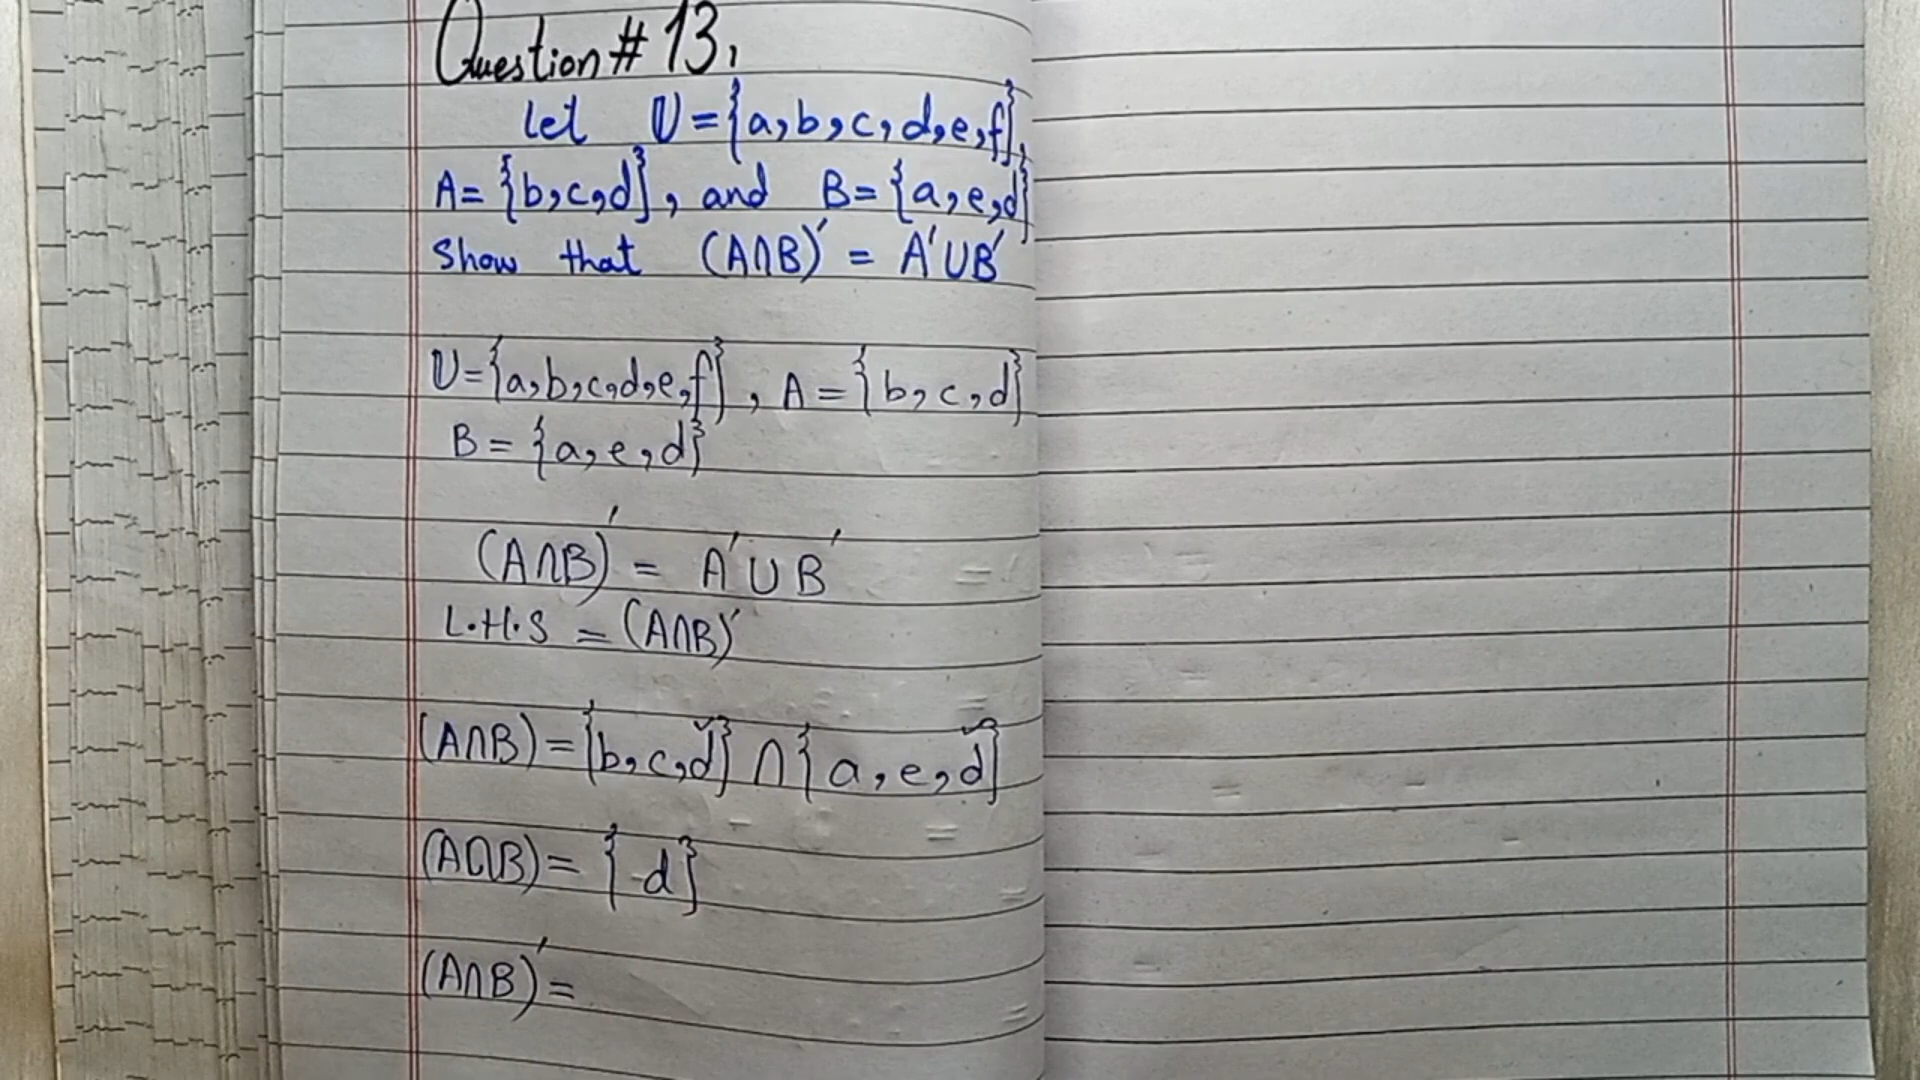 Question # 13,
Let U = {a, b, c, d, e, f},
A = {b, c, d}, and B = {a, e, d}
Show that (A∩B)′ = A′∪B′
U = {a, b, c, d, e, f}, A = {b, c, d}
B = {a, e, d}
(A∩B)′ = A′∪B′
L.H.S = (A∩B)′
(A∩B) = {b, c, d} ∩ {a, e, d}
(A∩B) = {d}
(A∩B)′ =